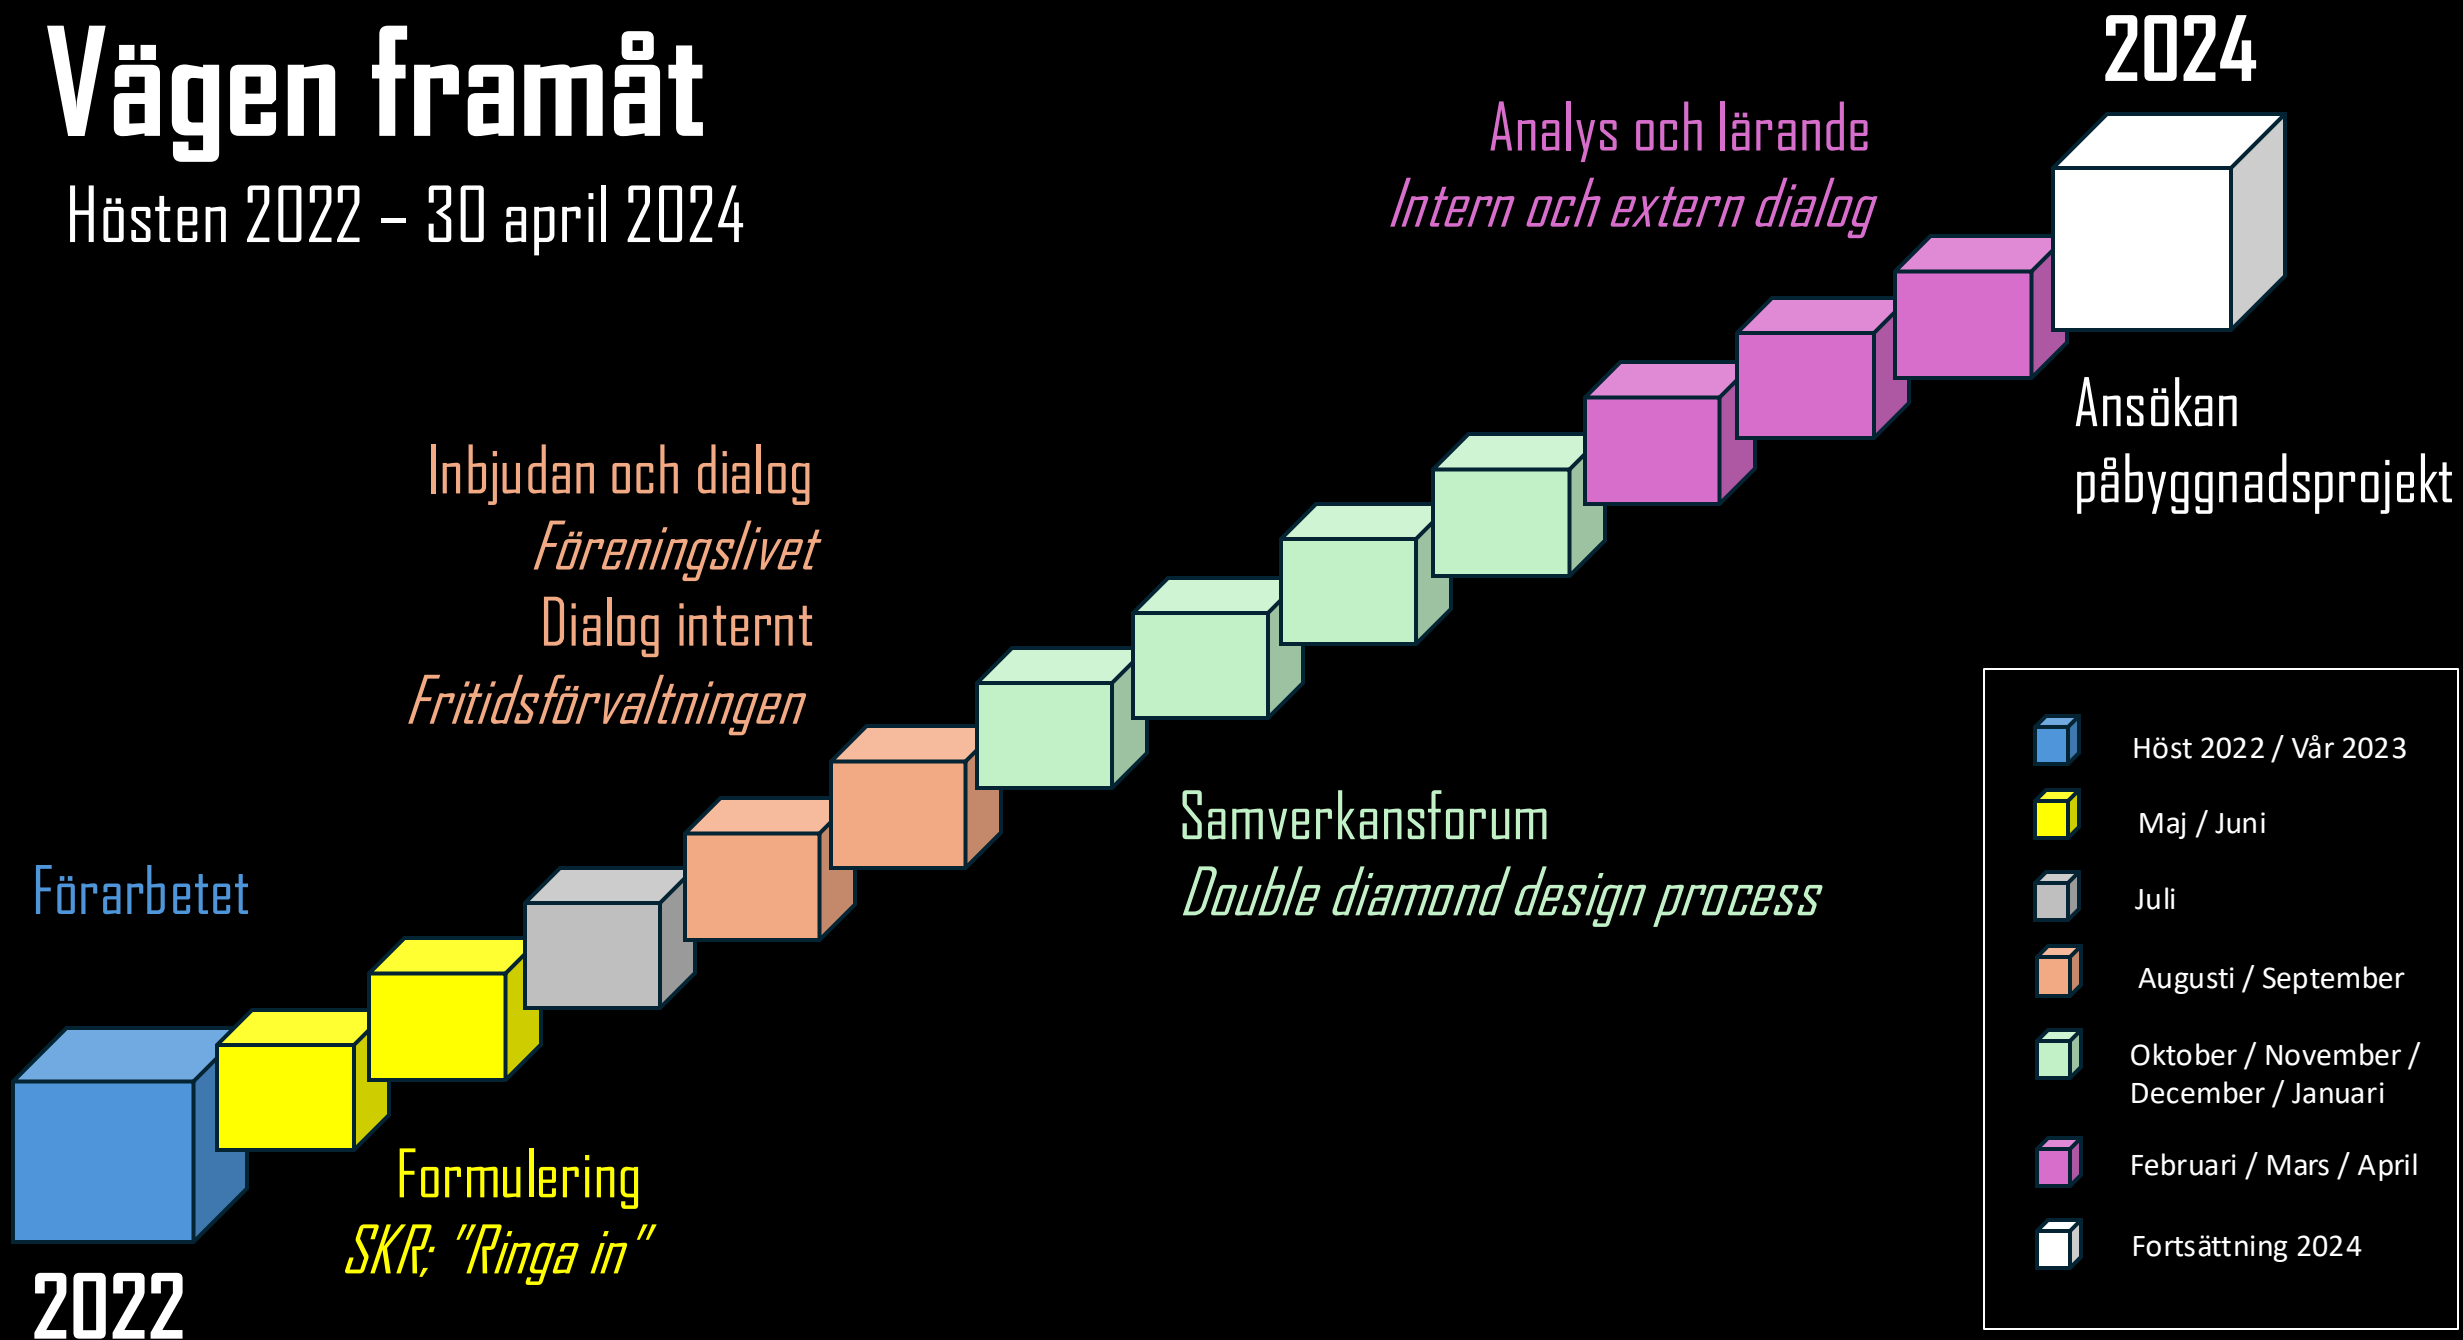 Vägen framåt
Hösten 2022 – 30 april 2024
2024
Analys och lärande
Intern och extern dialog
Ansökan
påbyggnadsprojekt
Inbjudan och dialog
Föreningslivet
Dialog internt
Fritidsförvaltningen
Samverkansforum
Double diamond design process
Förarbetet
Formulering
SKR; "Ringa in"
2022
Höst 2022 / Vår 2023
Maj / Juni
Juli
Augusti / September
Oktober / November /
December / Januari
Februari / Mars / April
Fortsättning 2024